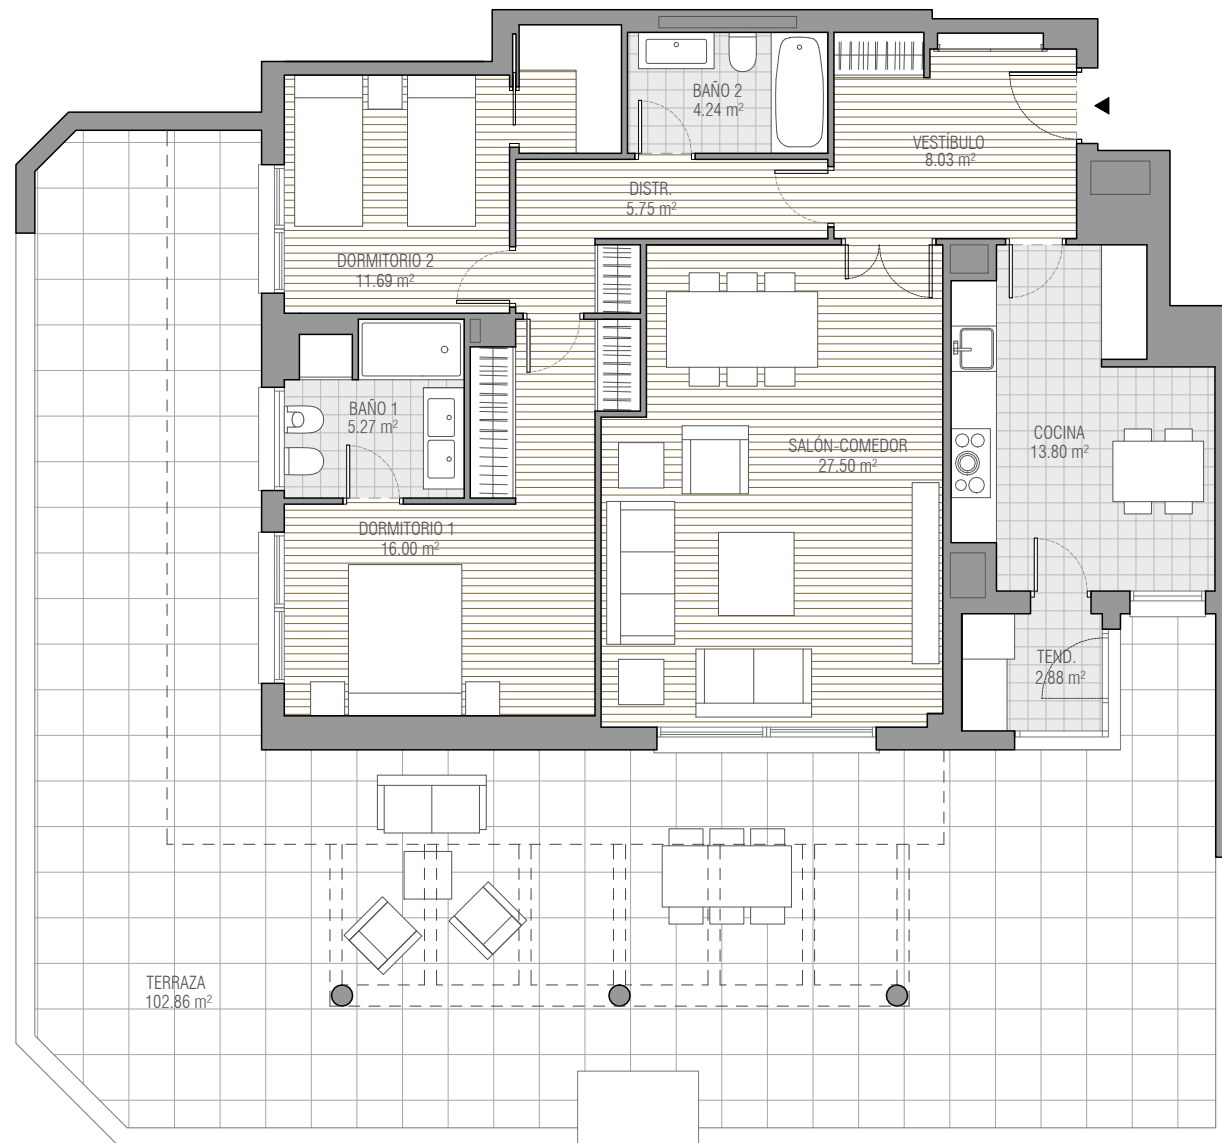 BAÑO 2
4.24 m²
VESTÍBULO
8.03 m²
DISTR.
5.75 m²
DORMITORIO 2
11.69 m²
BAÑO 1
5.27 m²
SALÓN-COMEDOR
27.50 m²
COCINA
13.80 m²
DORMITORIO 1
16.00 m²
TEND.
2.88 m²
TERRAZA
102.86 m²